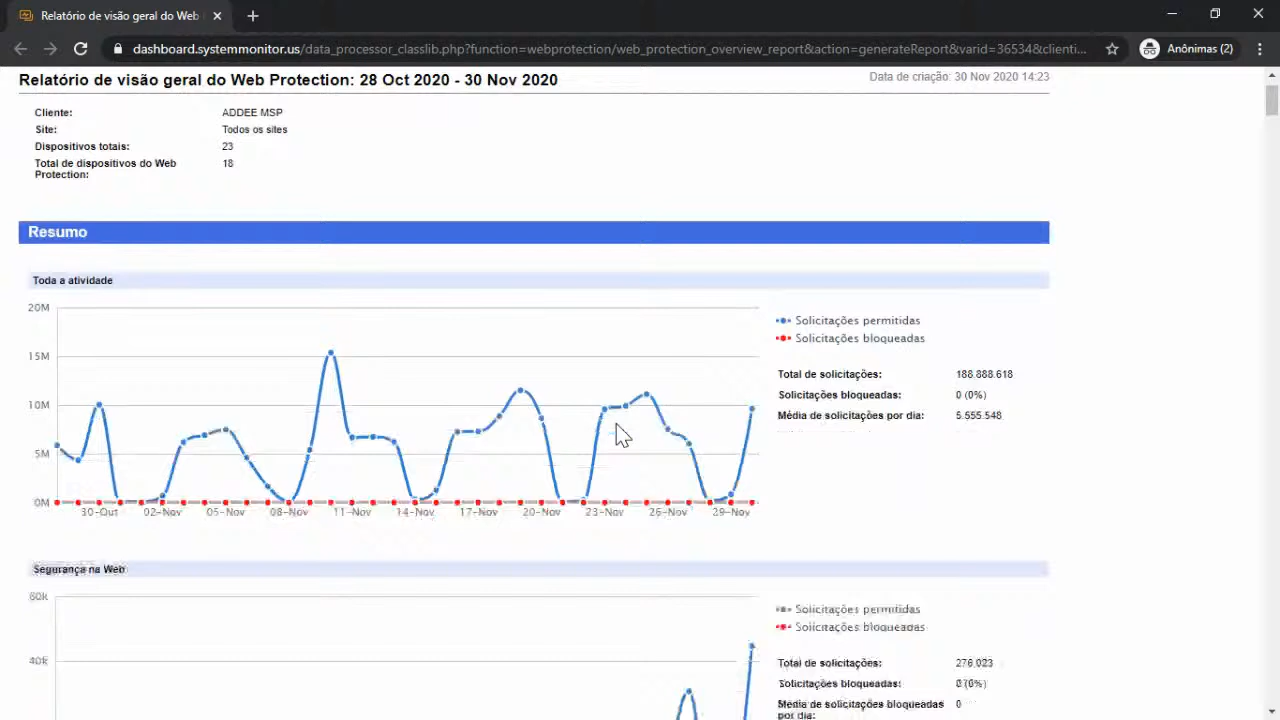 Relatório de visão geral do Web
dashboard.systemmonitor.us/data_processor_classlib.php?function=webprotection/web_protection_overview_report&action=generateReport&varid=36534&clienti...
Anônimas (2)
Relatório de visão geral do Web Protection: 28 Oct 2020 - 30 Nov 2020
Data de criação: 30 Nov 2020 14:23
Cliente: ADDEE MSP
Site: Todos os sites
Dispositivos totais: 23
Total de dispositivos do Web 18
Protection:
Resumo
Toda a atividade
20M
15M
10M
5M
0M
30-Out 02-Nov 05-Nov 08-Nov 11-Nov 14-Nov 17-Nov 20-Nov 23-Nov 26-Nov 29-Nov
Solicitações permitidas
Solicitações bloqueadas
Total de solicitações: 188.888.618
Solicitações bloqueadas: 0 (0%)
Média de solicitações por dia: 5.555.548
Segurança na Web
60k
40k
Solicitações permitidas
Solicitações bloqueadas
Total de solicitações:
Solicitações bloqueadas:
Média de solicitações bloqueadas 0
por dia: